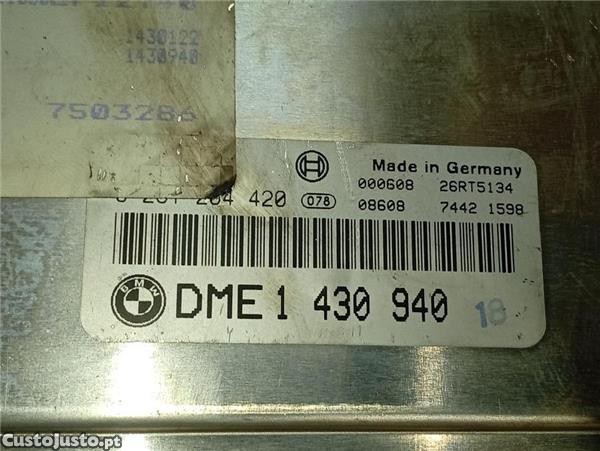 1430122
1430940
7503286
Made in Germany
000608 26RT5134
0 261 204 420 078 08608 7442 1598
BMW DME 1 430 940 18
CustoJusto.pt